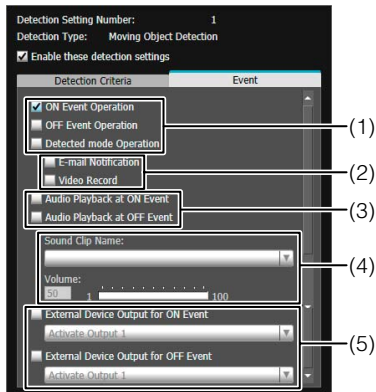 Detection Setting Number: 1
Detection Type: Moving Object Detection
Enable these detection settings
Detection Criteria Event
ON Event Operation
OFF Event Operation
Detected mode Operation
(1)
E-mail Notification
Video Record
(2)
Audio Playback at ON Event
Audio Playback at OFF Event
(3)
Sound Clip Name:
(4)
Volume:
50 1 100
External Device Output for ON Event
Activate Output 1
(5)
External Device Output for OFF Event
Activate Output 1